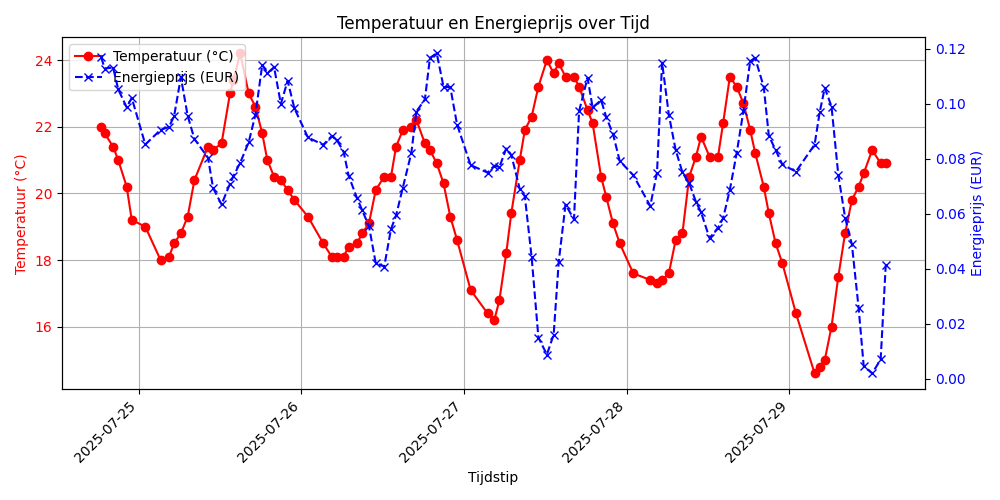 Temperatuur en Energieprijs over Tijd
Temperatuur (°C)
Energieprijs (EUR)
24
22
20
18
16
Temperatuur (°C)
0.12
0.10
0.08
0.06
0.04
0.02
0.00
Energieprijs (EUR)
2025-07-25
2025-07-26
2025-07-27
2025-07-28
2025-07-29
Tijdstip